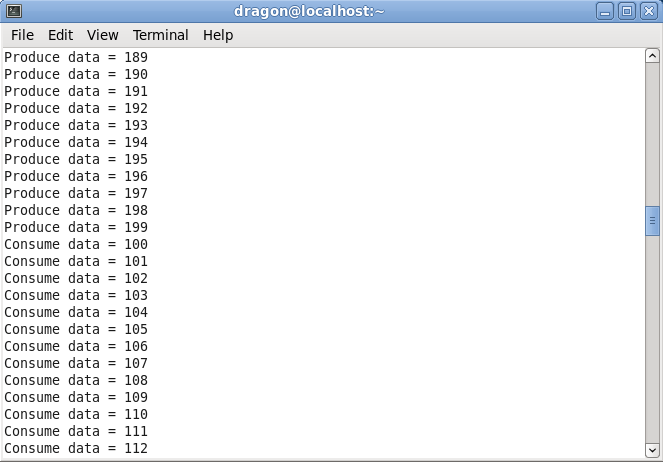 dragon@localhost:~
File Edit View Terminal Help
Produce data = 189
Produce data = 190
Produce data = 191
Produce data = 192
Produce data = 193
Produce data = 194
Produce data = 195
Produce data = 196
Produce data = 197
Produce data = 198
Produce data = 199
Consume data = 100
Consume data = 101
Consume data = 102
Consume data = 103
Consume data = 104
Consume data = 105
Consume data = 106
Consume data = 107
Consume data = 108
Consume data = 109
Consume data = 110
Consume data = 111
Consume data = 112